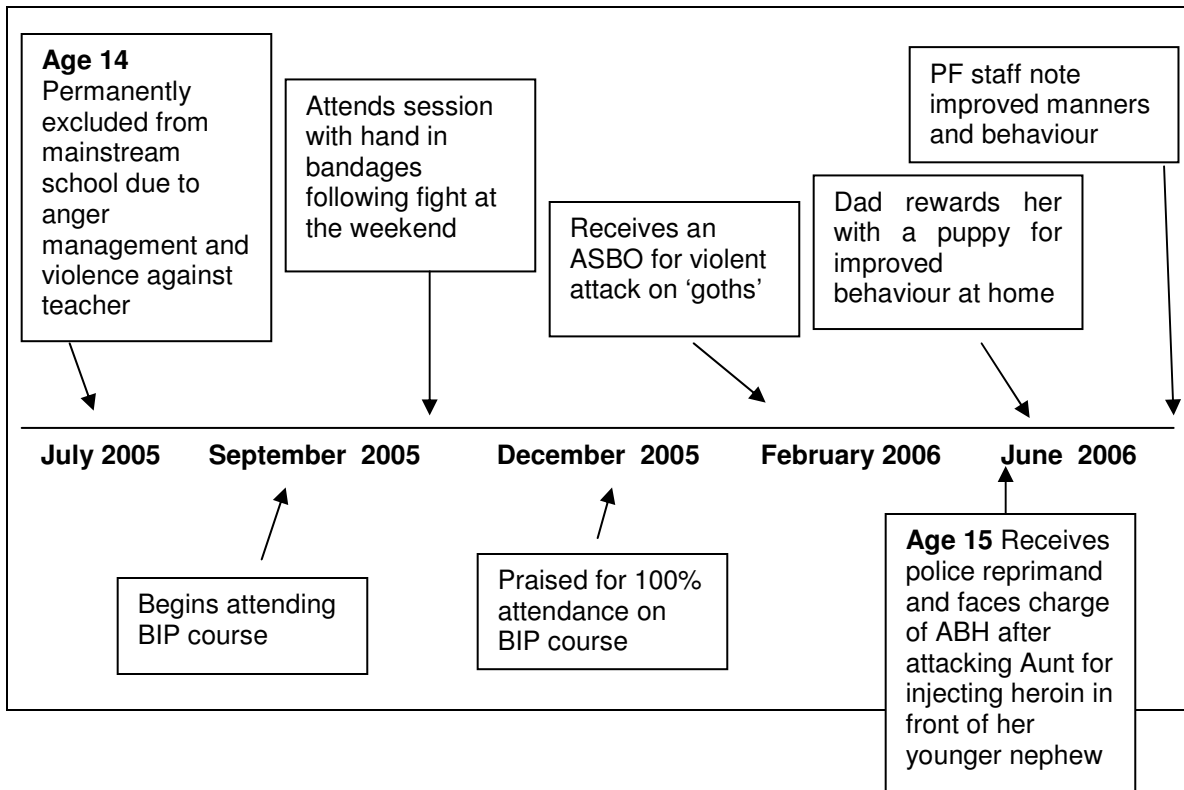 Age 14
Permanently
excluded from
mainstream
school due to
anger
management and
violence against
teacher
Attends session
with hand in
bandages
following fight at
the weekend
Receives an
ASBO for violent
attack on ‘goths’
PF staff note
improved manners
and behaviour
Dad rewards her
with a puppy for
improved
behaviour at home
July 2005 September 2005 December 2005 February 2006 June 2006
Begins attending
BIP course
Praised for 100%
attendance on
BIP course
Age 15 Receives
police reprimand
and faces charge
of ABH after
attacking Aunt for
injecting heroin in
front of her
younger nephew